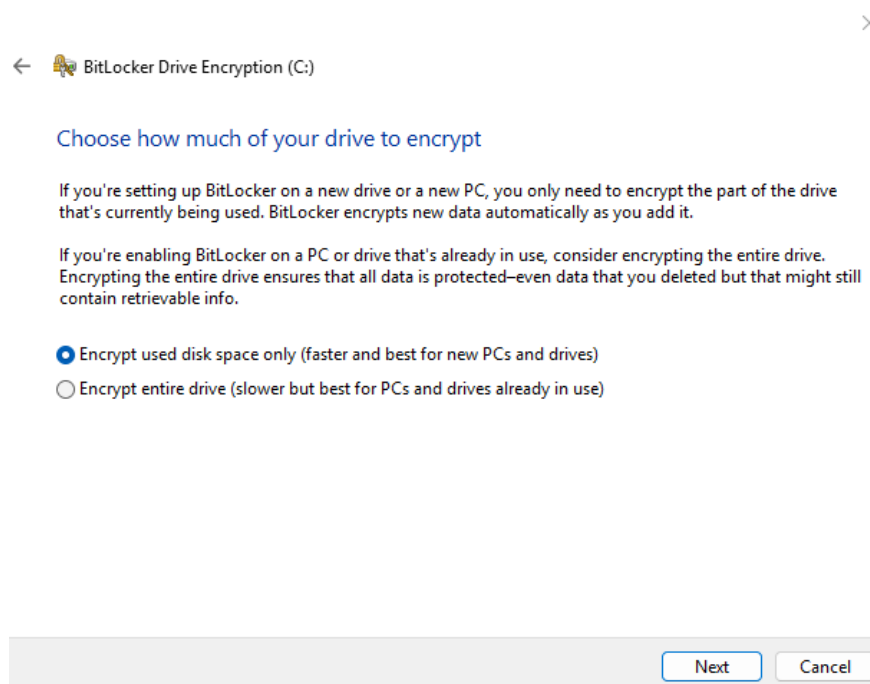 BitLocker Drive Encryption (C:)
Choose how much of your drive to encrypt
If you're setting up BitLocker on a new drive or a new PC, you only need to encrypt the part of the drive
that's currently being used. BitLocker encrypts new data automatically as you add it.
If you're enabling BitLocker on a PC or drive that's already in use, consider encrypting the entire drive.
Encrypting the entire drive ensures that all data is protected–even data that you deleted but that might still
contain retrievable info.
Encrypt used disk space only (faster and best for new PCs and drives)
Encrypt entire drive (slower but best for PCs and drives already in use)
Next Cancel